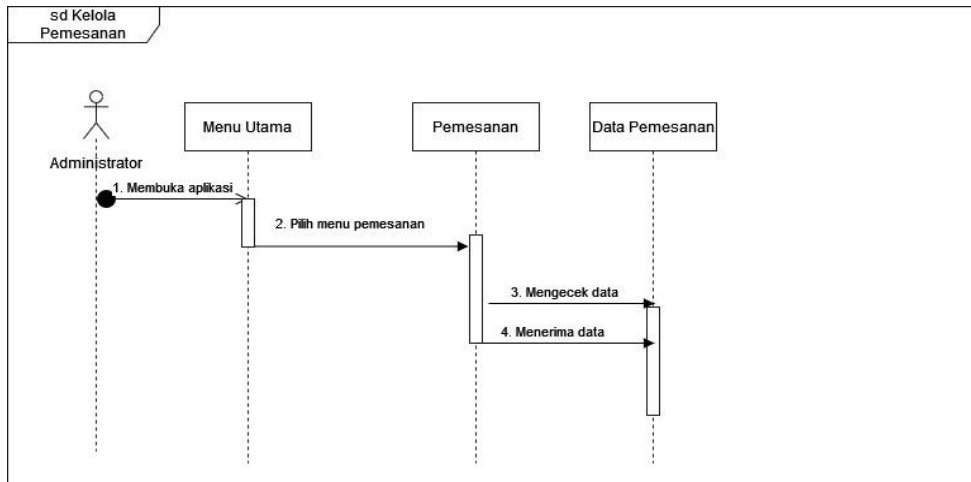 sd Kelola
Pemesanan
Menu Utama
Pemesanan
Data Pemesanan
Administrator
1. Membuka aplikasi
2. Pilih menu pemesanan
3. Mengecek data
4. Menerima data